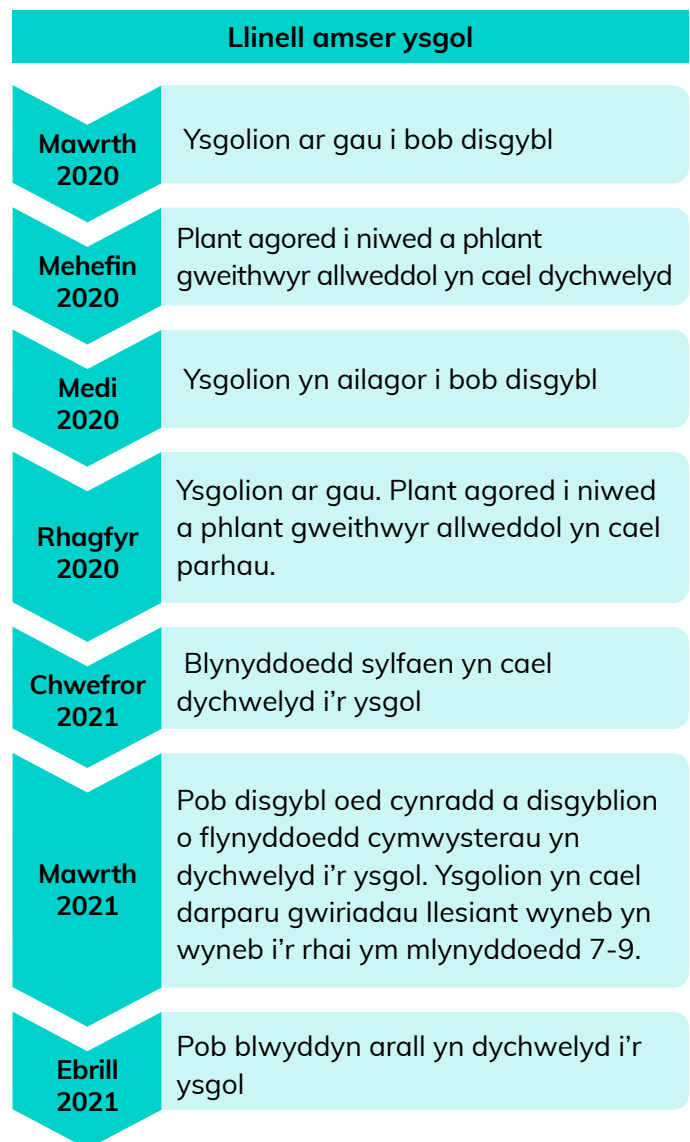 Llinell amser ysgol
Mawrth
2020
Ysgolion ar gau i bob disgybl
Mehefin
2020
Plant agored i niwed a phlant
gweithwyr allweddol yn cael dychwelyd
Medi
2020
Ysgolion yn ailagor i bob disgybl
Rhagfyr
2020
Ysgolion ar gau. Plant agored i niwed
a phlant gweithwyr allweddol yn cael
parhau.
Chwefror
2021
Blynyddoedd sylfaen yn cael
dychwelyd i’r ysgol
Mawrth
2021
Pob disgybl oed cynradd a disgyblion
o flynyddoedd cymwysterau yn
dychwelyd i’r ysgol. Ysgolion yn cael
darparu gwiriadau llesiant wyneb yn
wyneb i’r rhai ym mlynyddoedd 7-9.
Ebrill
2021
Pob blwyddyn arall yn dychwelyd i’r
ysgol